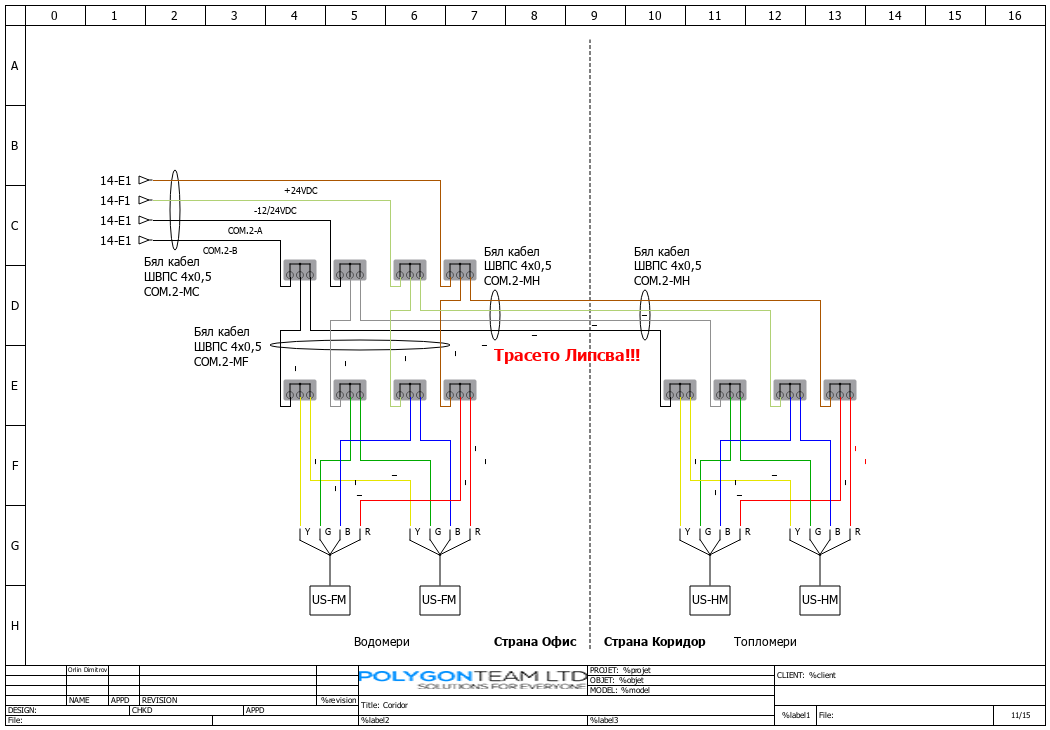 0 1 2 3 4 5 6 7 8 9 10 11 12 13 14 15 16
A
B
C
D
E
F
G
H
14-E1
14-F1
14-E1
14-E1
+24VDC
-12/24VDC
COM.2-A
COM.2-B
Бял кабел
ШВПС 4x0,5
COM.2-MC
Бял кабел
ШВПС 4x0,5
COM.2-MH
Бял кабел
ШВПС 4x0,5
COM.2-MH
Бял кабел
ШВПС 4x0,5
COM.2-MF
Трасето Липсва!!!
Y G B R
Y G B R
Y G B R
Y G B R
US-FM
US-FM
US-HM
US-HM
Водомери
Страна Офис
Страна Коридор
Топломери
Orlin Dimitrov
NAME APPD REVISION %revision
DESIGN: CHKD APPD
File:
POLYGONTEAM LTD
SOLUTIONS FOR EVERYONE
Title: Coridor
%label2
%label3
PROJET: %projet
OBJET: %objet
MODEL: %model
CLIENT: %client
%label1 File: 11/15